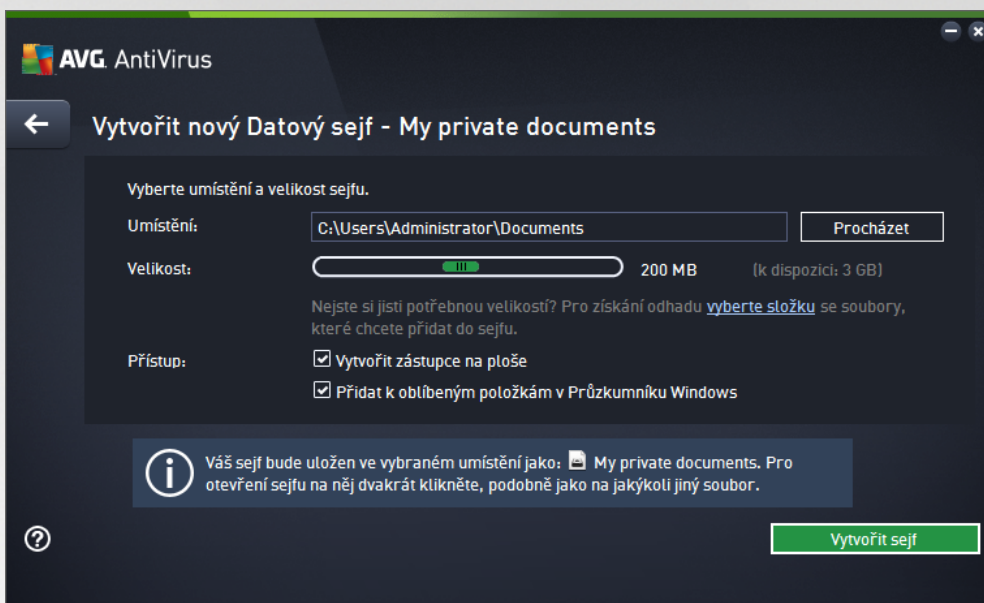 AVG. AntiVirus
Vytvořit nový Datový sejf - My private documents
Vyberte umístění a velikost sejfu.
Umístění: C:\Users\Administrator\Documents Procházet
Velikost: 200 MB (k dispozici: 3 GB)
Nejste si jisti potřebnou velikostí? Pro získání odhadu vyberte složku se soubory,
které chcete přidat do sejfu.
Přístup: Vytvořit zástupce na ploše
Přidat k oblíbeným položkám v Průzkumníku Windows
Váš sejf bude uložen ve vybraném umístění jako: My private documents. Pro
otevření sejfu na něj dvakrát klikněte, podobně jako na jakýkoli jiný soubor.
Vytvořit sejf